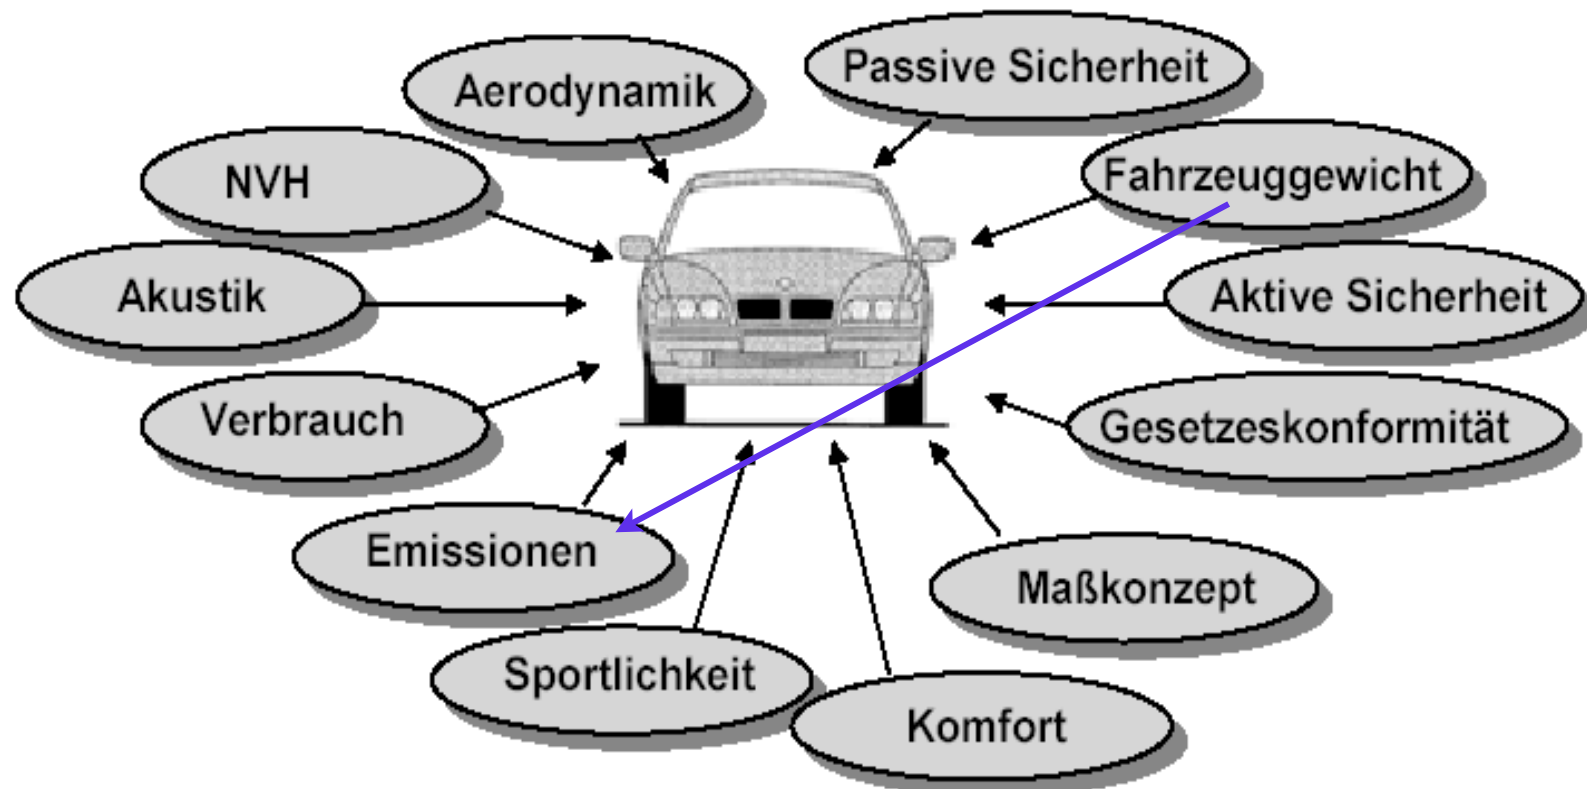 Aerodynamik
Passive Sicherheit
NVH
Fahrzeuggewicht
Akustik
Aktive Sicherheit
Verbrauch
Gesetzeskonformität
Emissionen
Maßkonzept
Sportlichkeit
Komfort